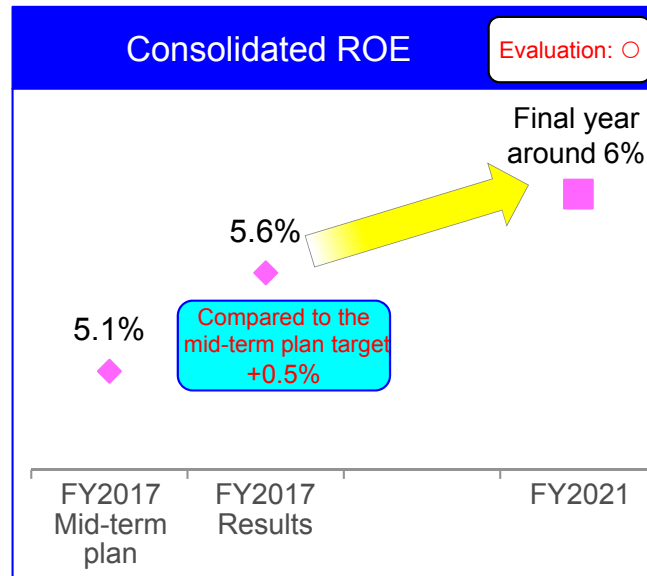 Consolidated ROE
Evaluation: ○
Final year
around 6%
5.6%
5.1%
Compared to the
mid-term plan target
+0.5%
FY2017
Mid-term
plan
FY2017
Results
FY2021